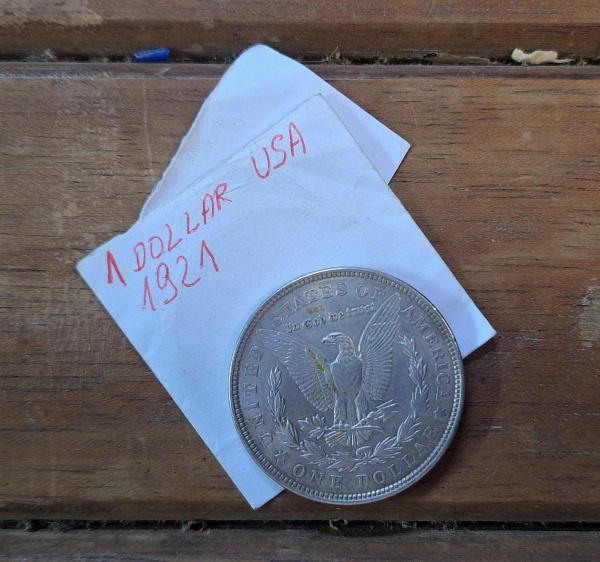 1 DOLLAR USA
1921
UNITED STATES OF AMERICA
In God we trust
ONE DOLLAR